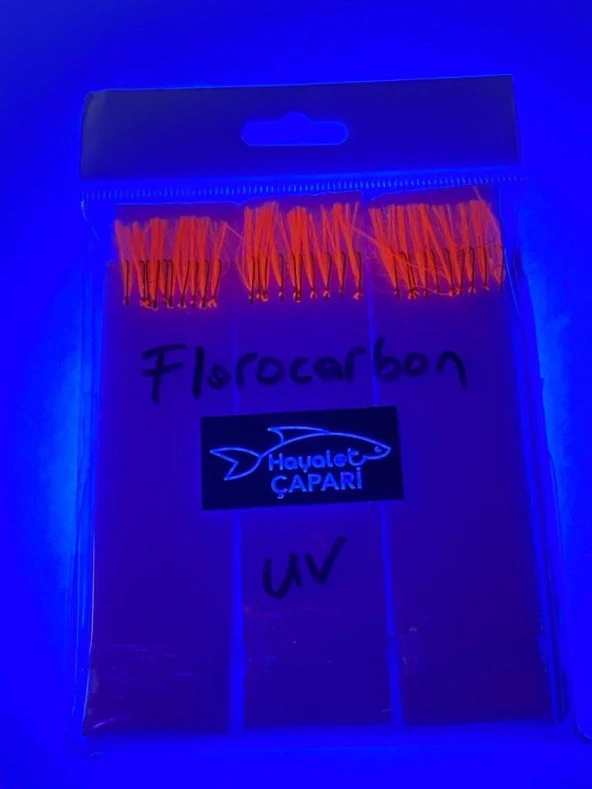 Florocarbon
Hayalet
ÇAPARİ
UV